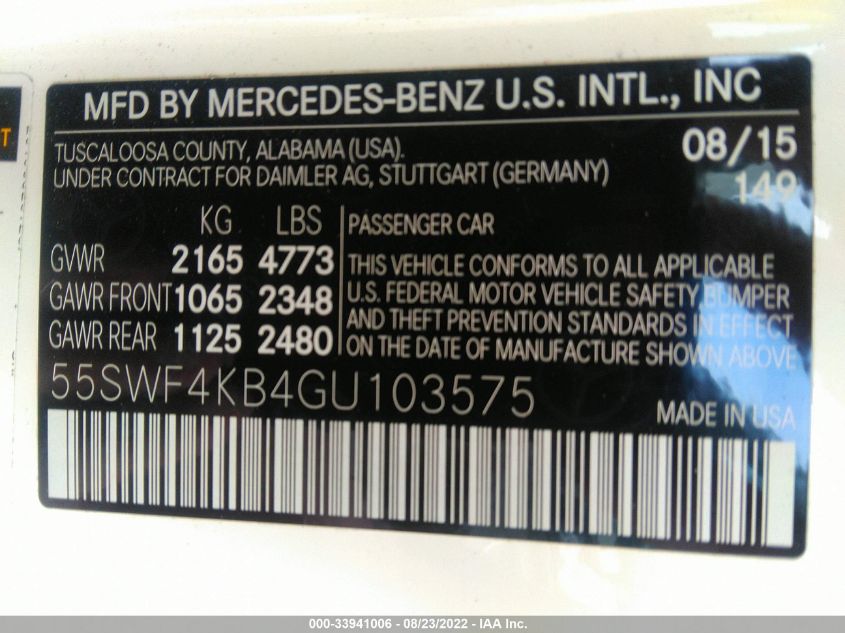 MFD BY MERCEDES-BENZ U.S. INTL., INC
TUSCALOOSA COUNTY, ALABAMA (USA). 08/15
UNDER CONTRACT FOR DAIMLER AG, STUTTGART (GERMANY) 149
KG LBS PASSENGER CAR
GVWR 2165 4773 THIS VEHICLE CONFORMS TO ALL APPLICABLE
GAWR FRONT 1065 2348 U.S. FEDERAL MOTOR VEHICLE SAFETY, BUMPER
AND THEFT PREVENTION STANDARDS IN EFFECT
GAWR REAR 1125 2480 ON THE DATE OF MANUFACTURE SHOWN ABOVE
55SWF4KB4GU103575 MADE IN USA
000-33941006 - 08/23/2022 - IAA Inc.